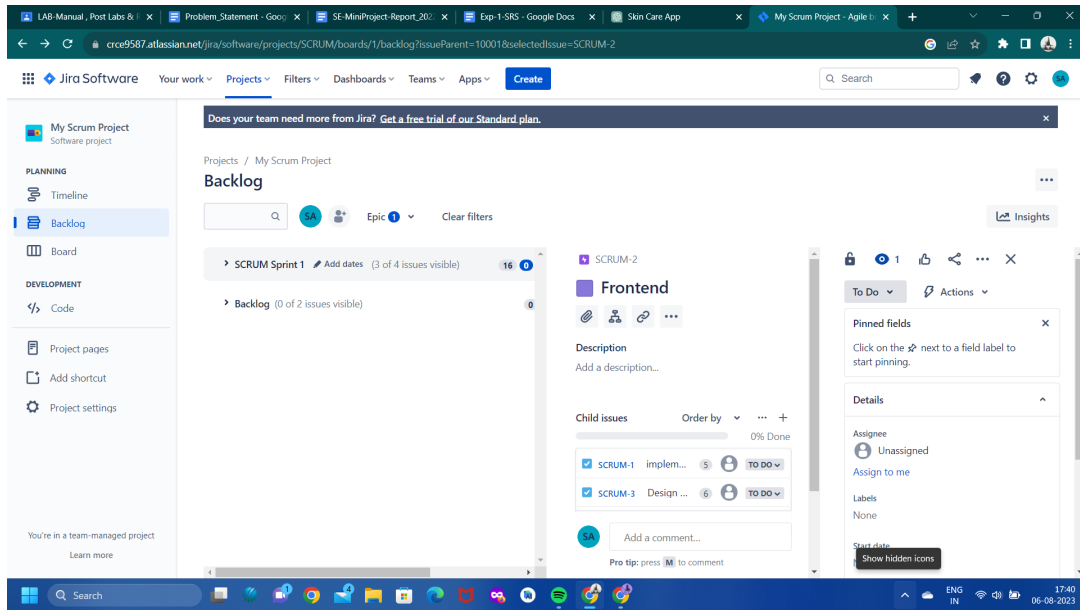 LAB-Manual , Post Labs & 
Problem_Statement - Goog
SE-MiniProject-Report_202
Exp-1-SRS - Google Docs
Skin Care App
My Scrum Project - Agile b
crce9587.atlassian.net/jira/software/projects/SCRUM/boards/1/backlog?issueParent=10001&selectedIssue=SCRUM-2
Jira Software
Your work
Projects
Filters
Dashboards
Teams
Apps
Create
Search
SA
My Scrum Project
Software project
PLANNING
Timeline
Backlog
Board
DEVELOPMENT
Code
Project pages
Add shortcut
Project settings
You're in a team-managed project
Learn more
Does your team need more from Jira? Get a free trial of our Standard plan.
Projects / My Scrum Project
Backlog
SA
Epic 1
Clear filters
Insights
SCRUM Sprint 1 Add dates (3 of 4 issues visible) 16 0
Backlog (0 of 2 issues visible) 0
SCRUM-2
Frontend
Description
Add a description...
Child issues Order by
0% Done
SCRUM-1 implem... 5 TO DO
SCRUM-3 Design ... 6 TO DO
SA Add a comment...
Pro tip: press M to comment
1
To Do Actions
Pinned fields
Click on the next to a field label to
start pinning.
Details
Assignee
Unassigned
Assign to me
Labels
None
Start date
Show hidden icons
Search
1
4
ENG
IN
17:40
06-08-2023